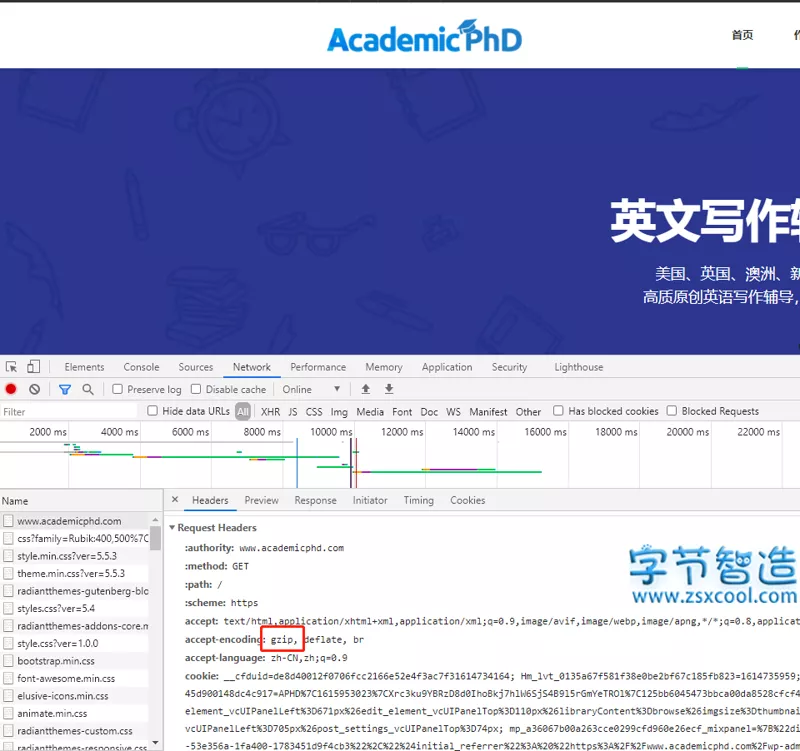 AcademicPhD
首页
英文写作
美国、英国、澳洲、新
高质原创英语写作辅导,
Elements Console Sources Network Performance Memory Application Security Lighthouse
Preserve log Disable cache Online
Filter Hide data URLs All XHR JS CSS Img Media Font Doc WS Manifest Other Has blocked cookies Blocked Requests
2000 ms 4000 ms 6000 ms 8000 ms 10000 ms 12000 ms 14000 ms 16000 ms 18000 ms 20000 ms 22000 ms
Name × Headers Preview Response Initiator Timing Cookies
www.academicphd.com
css?family=Rubik:400,500%7C
style.min.css?ver=5.5.3
theme.min.css?ver=5.5.3
radiantthemes-gutenberg-blo
styles.css?ver=5.4
radiantthemes-addons-core.m
style.css?ver=1.0.0
bootstrap.min.css
font-awesome.min.css
elusive-icons.min.css
animate.min.css
radiantthemes-custom.css
radiantthemes-responsive.css
Request Headers
:authority: www.academicphd.com
:method: GET
:path: /
:scheme: https
accept: text/html,application/xhtml+xml,application/xml;q=0.9,image/avif,image/webp,image/apng,*/*;q=0.8,applicat
accept-encoding: gzip, deflate, br
accept-language: zh-CN,zh;q=0.9
cookie: __cfduid=de8d40012f0706fcc2166e52e4f3ac7f31614734164; Hm_lvt_0135a67f581f38e0be2bf67c185fb823=1614735959;
45d900148dc4c917=APHD%7C1615953023%7CXrc3ku9YBRzD8d0IhoBkj7hlW6SjS4B9l5rGmYeTROl%7C125bb6045473bbca00da8528cfcf4
element_vcUIPanelLeft%3D671px%26edit_element_vcUIPanelTop%3D110px%26libraryContent%3Dbrowse%26imgsize%3Dthumbnai
vcUIPanelLeft%3D705px%26post_settings_vcUIPanelTop%3D74px; mp_a36067b00a263cce0299cfd960e26ecf_mixpanel=%7B%22di
-53e356a-1fa400-1783451d9f4cb3%22%2C%22%24initial_referrer%22%3A%20%22https%3A%2F%2Fwww.academicphd.com%2Fwp-ad
字节智造
www.zsxcool.com